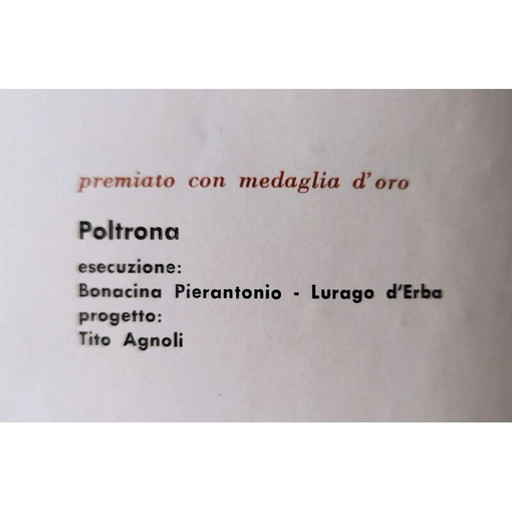 premiato con medaglia d'oro
Poltrona
esecuzione:
Bonacina Pierantonio - Lurago d'Erba
progetto:
Tito Agnoli